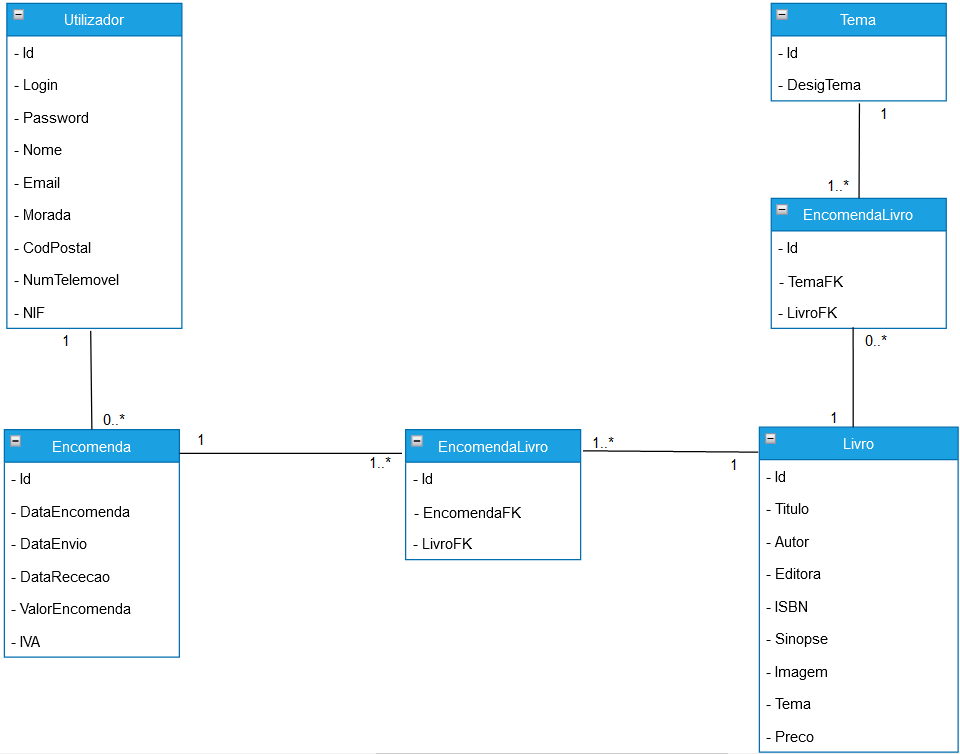 Utilizador
- Id
- Login
- Password
- Nome
- Email
- Morada
- CodPostal
- NumTelemovel
- NIF
1
0..*
Encomenda
- Id
- DataEncomenda
- DataEnvio
- DataRececao
- ValorEncomenda
- IVA
1
1..*
EncomendaLivro
- Id
- EncomendaFK
- LivroFK
1..*
1
Tema
- Id
- DesigTema
1
1..*
EncomendaLivro
- Id
- TemaFK
- LivroFK
0..*
1
Livro
- Id
- Titulo
- Autor
- Editora
- ISBN
- Sinopse
- Imagem
- Tema
- Preco